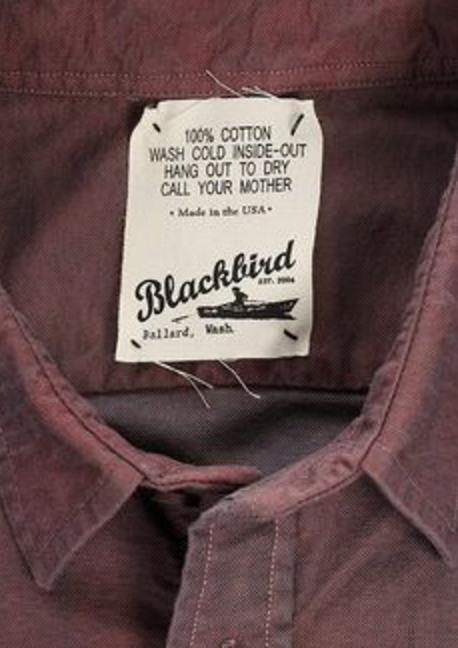 100% COTTON
WASH COLD INSIDE-OUT
HANG OUT TO DRY
CALL YOUR MOTHER
• Made in the USA •
Blackbird
EST. 2004
Ballard, Wash.